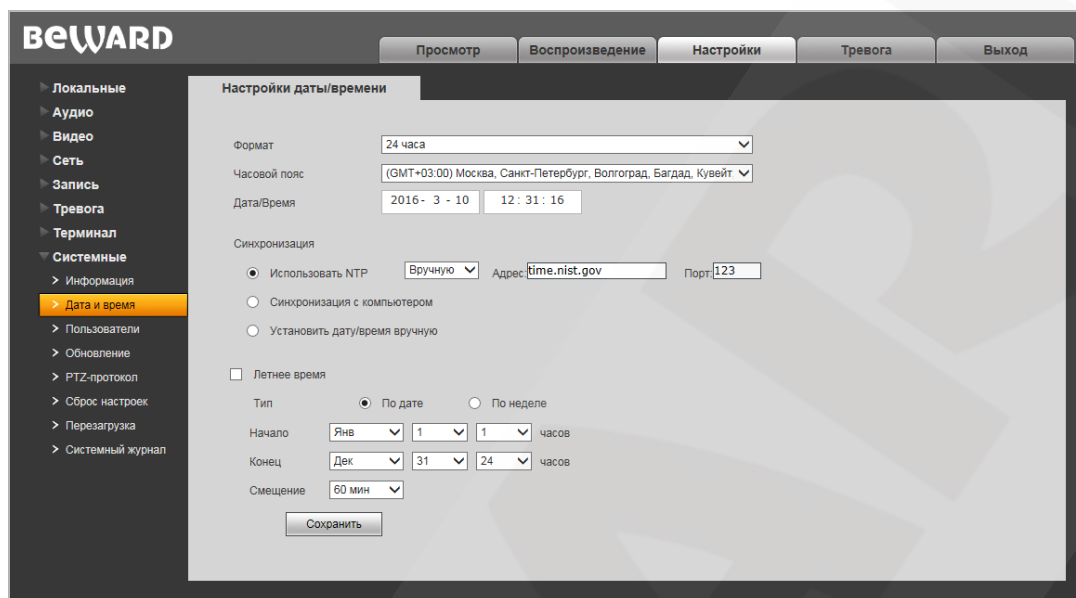 BEWARD
Просмотр Воспроизведение Настройки Тревога Выход
Локальные
Аудио
Видео
Сеть
Запись
Тревога
Терминал
Системные
Информация
Дата и время
Пользователи
Обновление
PTZ-протокол
Сброс настроек
Перезагрузка
Системный журнал
Настройки даты/времени
Формат 24 часа
Часовой пояс (GMT+03:00) Москва, Санкт-Петербург, Волгоград, Багдад, Кувейт
Дата/Время 2016- 3 - 10 12: 31: 16
Синхронизация
Использовать NTP Вручную Адрес: time.nist.gov Порт: 123
Синхронизация с компьютером
Установить дату/время вручную
Летнее время
Тип По дате По неделе
Начало Янв 1 1 часов
Конец Дек 31 24 часов
Смещение 60 мин
Сохранить